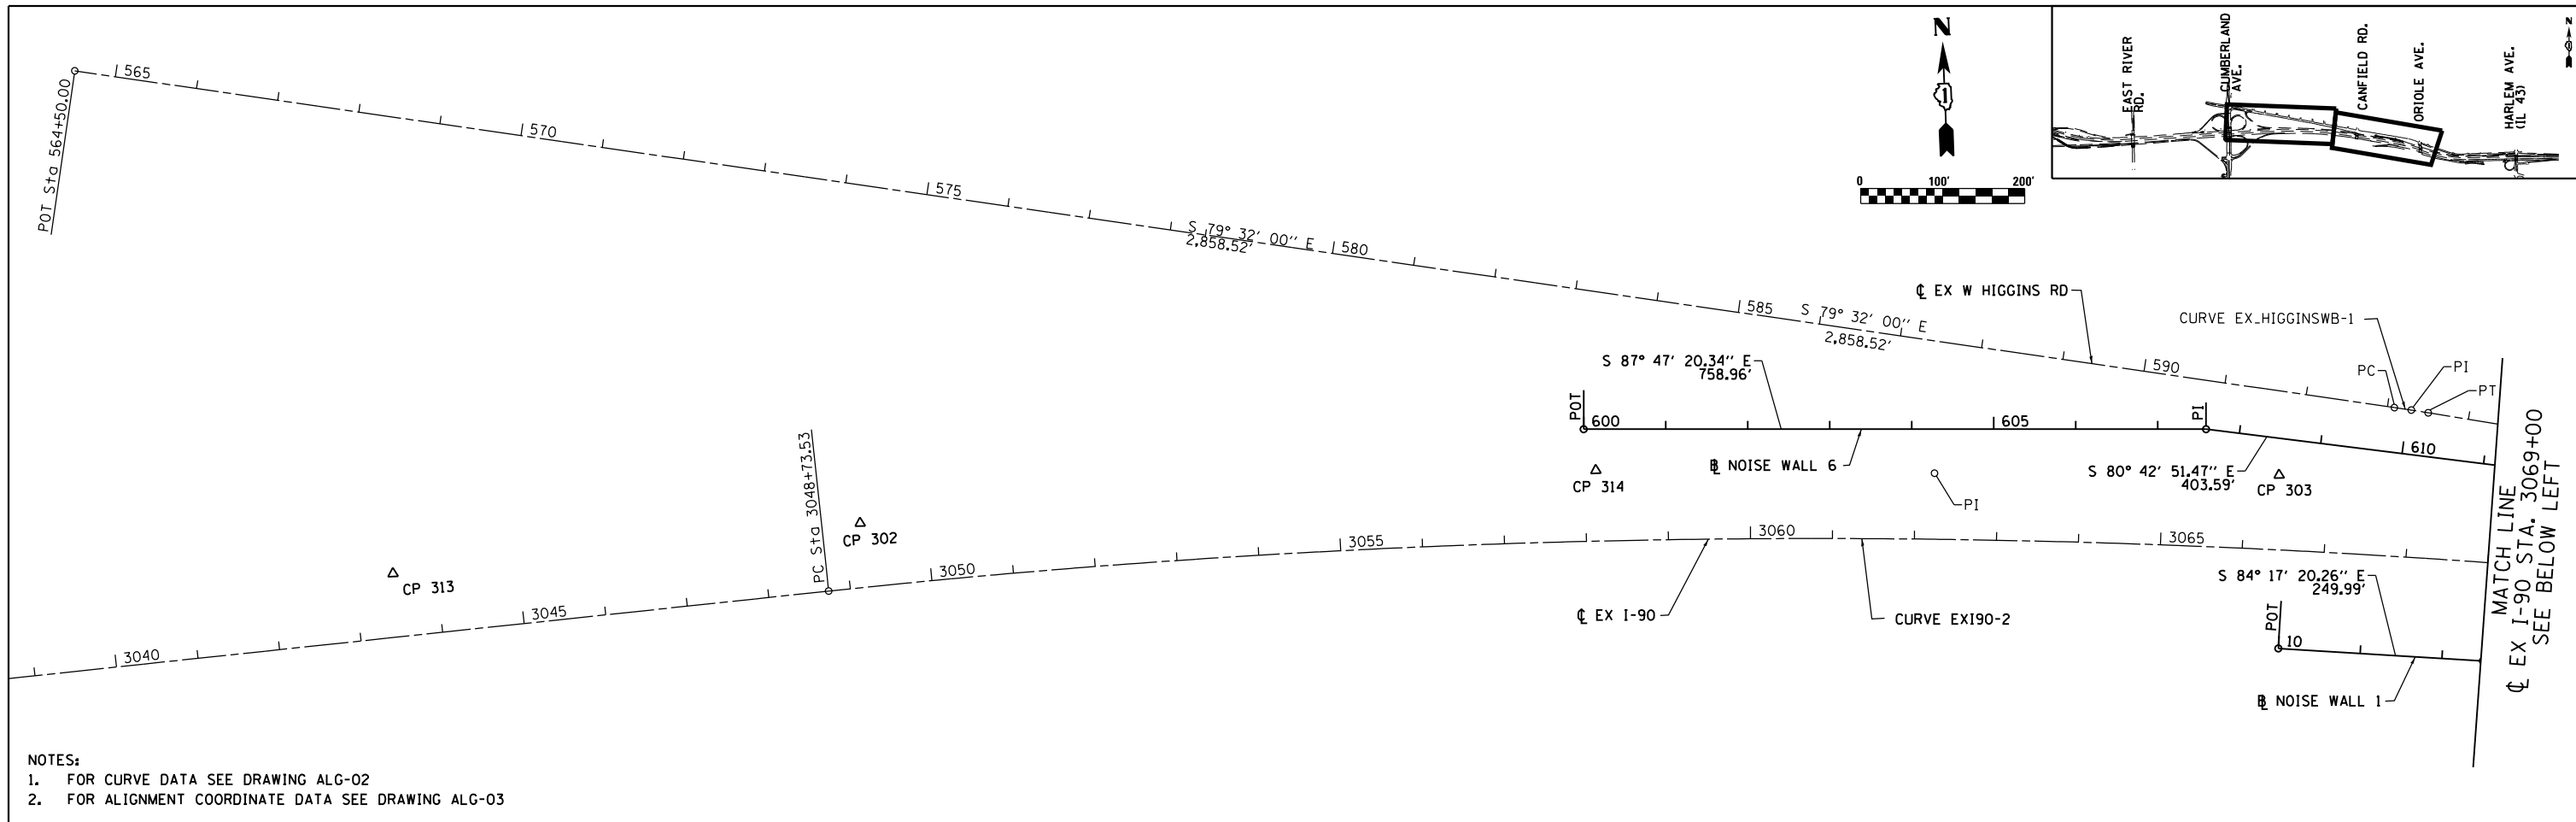 565
570
575
580
585
590
POT Sta 564+50.00
S 79° 32' 00" E
2,858.52'
S 79° 32' 00" E
2,858.52'
N
1
0 100' 200'
EAST RIVER
RD.
CUMBERLAND
AVE.
CANFIELD RD.
ORIOLE AVE.
HARLEM AVE.
(IL 43)
N
℄ EX W HIGGINS RD
CURVE EX_HIGGINSWB-1
PC
PI
PT
S 87° 47' 20.34" E
758.96'
POT
600
605
PI
610
B̲L NOISE WALL 6
S 80° 42' 51.47" E
403.59'
CP 314
PI
CP 303
PC Sta 3048+73.53
CP 302
CP 313
3040
3045
3050
3055
3060
3065
℄ EX I-90
CURVE EXI90-2
S 84° 17' 20.26" E
249.99'
POT
10
BL NOISE WALL 1
MATCH LINE
℄ EX I-90 STA. 3069+00
SEE BELOW LEFT
NOTES:
1. FOR CURVE DATA SEE DRAWING ALG-02
2. FOR ALIGNMENT COORDINATE DATA SEE DRAWING ALG-03